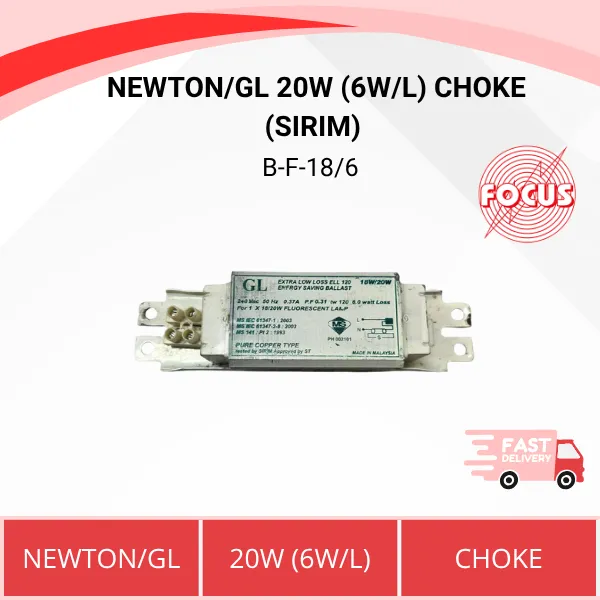 NEWTON/GL 20W (6W/L) CHOKE
(SIRIM)
B-F-18/6
FOCUS
GL
EXTRA LOW LOSS ELL 120
ENERGY SAVING BALLAST
18W/20W
240 Vac 50 Hz 0.37A P.F 0.31 tw 120 6.0 watt Loss
For 1 X 18/20W FLUORESCENT LAMP
MS IEC 61347-1 : 2003
MS IEC 61347-2-8 : 2003
MS 141 : Pt 2 : 1993
PURE COPPER TYPE
tested by SIRIM Approved by ST
MS
PH 002101
MADE IN MALAYSIA
FAST
DELIVERY
NEWTON/GL
20W (6W/L)
CHOKE